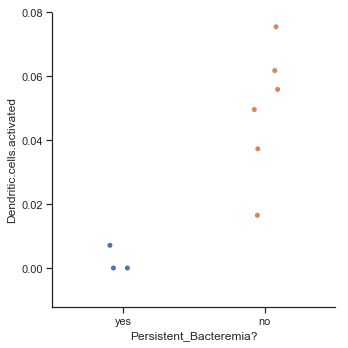 0.08
0.06
0.04
0.02
0.00
Dendritic.cells.activated
yes
no
Persistent_Bacteremia?